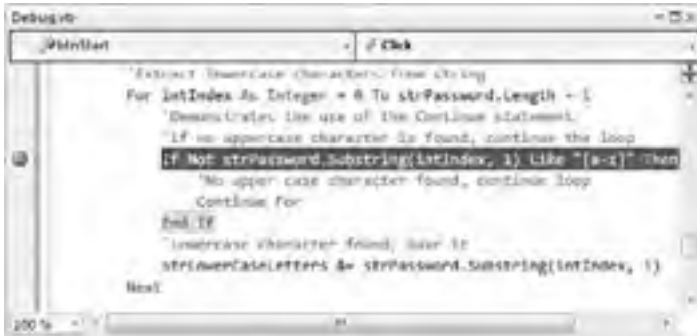 Debug.vb
btnStart
Click
'Extract lowercase characters from string
For intIndex As Integer = 0 To strPassword.Length - 1
'Demonstrates the use of the Continue statement
'If no uppercase character is found, continue the loop
If Not strPassword.Substring(intIndex, 1) Like "[a-z]" Then
'No upper case character found, continue loop
Continue For
End If
'Lowercase character found, save it
strLowerCaseLetters &= strPassword.Substring(intIndex, 1)
Next
200 %